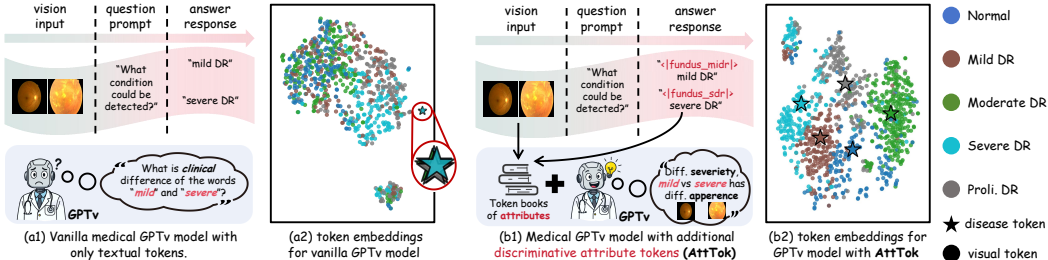 vision
input
question
prompt
answer
response
"What
condition
could be
detected?"
"mild DR"
"severe DR"
?
"What is clinical
difference of the words
"mild" and "severe"?"
GPTv
(a1) Vanilla medical GPTv model with
only textual tokens.
(a2) token embeddings
for vanilla GPTv model
vision
input
question
prompt
answer
response
"What
condition
could be
detected?"
"<|fundus_midr|>
mild DR"
"<|fundus_sdr|>
severe DR"
Token books
of attributes
GPTv
"Diff. severiety,
mild vs severe has
diff. apperence"
(b1) Medical GPTv model with additional
discriminative attribute tokens (AttTok)
(b2) token embeddings for
GPTv model with AttTok
Normal
Mild DR
Moderate DR
Severe DR
Proli. DR
disease token
visual token